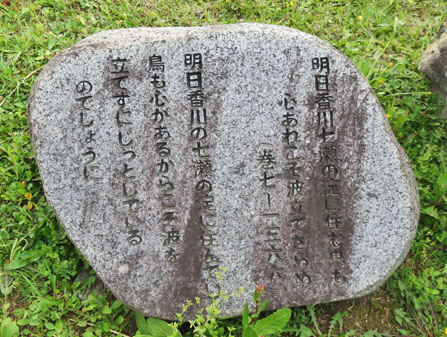 明日香川七瀬の淀に住む鳥も
心あれこそ波立てざらめ
(巻七―一三六六)
明日香川の七瀬の淀に住んでいる
鳥も心があるからこそ波を
立てずにじっとしている
のでしょうに